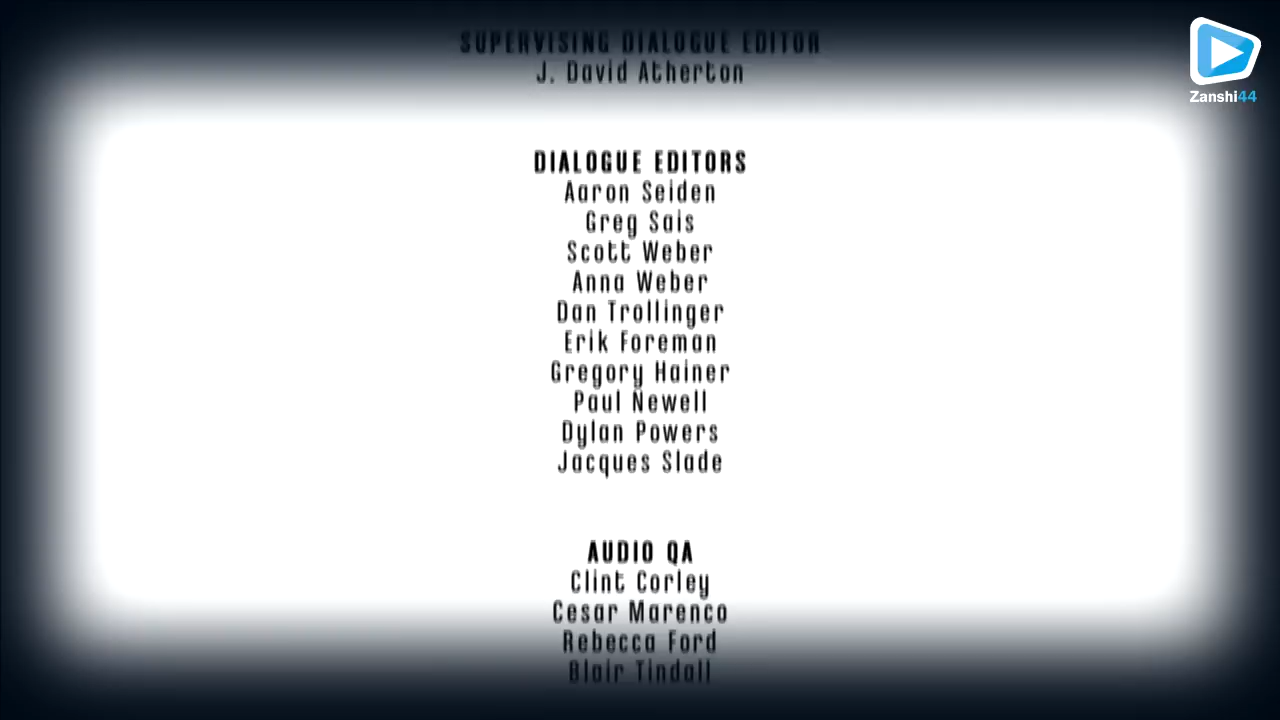 SUPERVISING DIALOGUE EDITOR
J. David Atherton
Zanshi44
DIALOGUE EDITORS
Aaron Seiden
Greg Sais
Scott Weber
Anna Weber
Dan Trollinger
Erik Foreman
Gregory Hainer
Paul Newell
Dylan Powers
Jacques Slade
AUDIO QA
Clint Corley
Cesar Marenco
Rebecca Ford
Blair Tindall